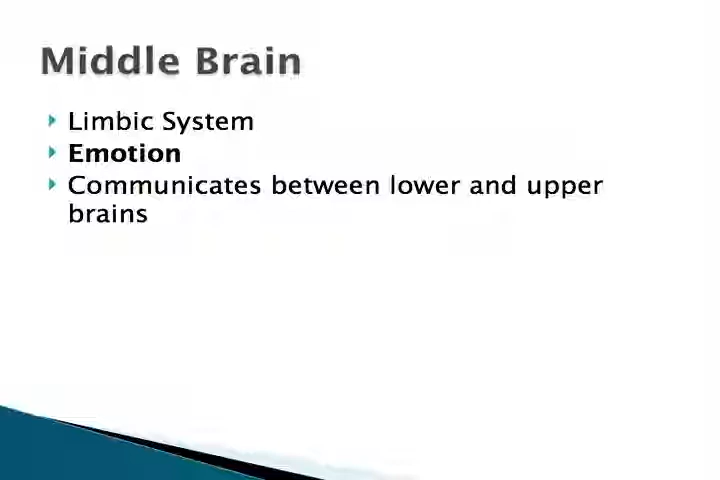 Middle Brain
Limbic System
Emotion
Communicates between lower and upper
brains